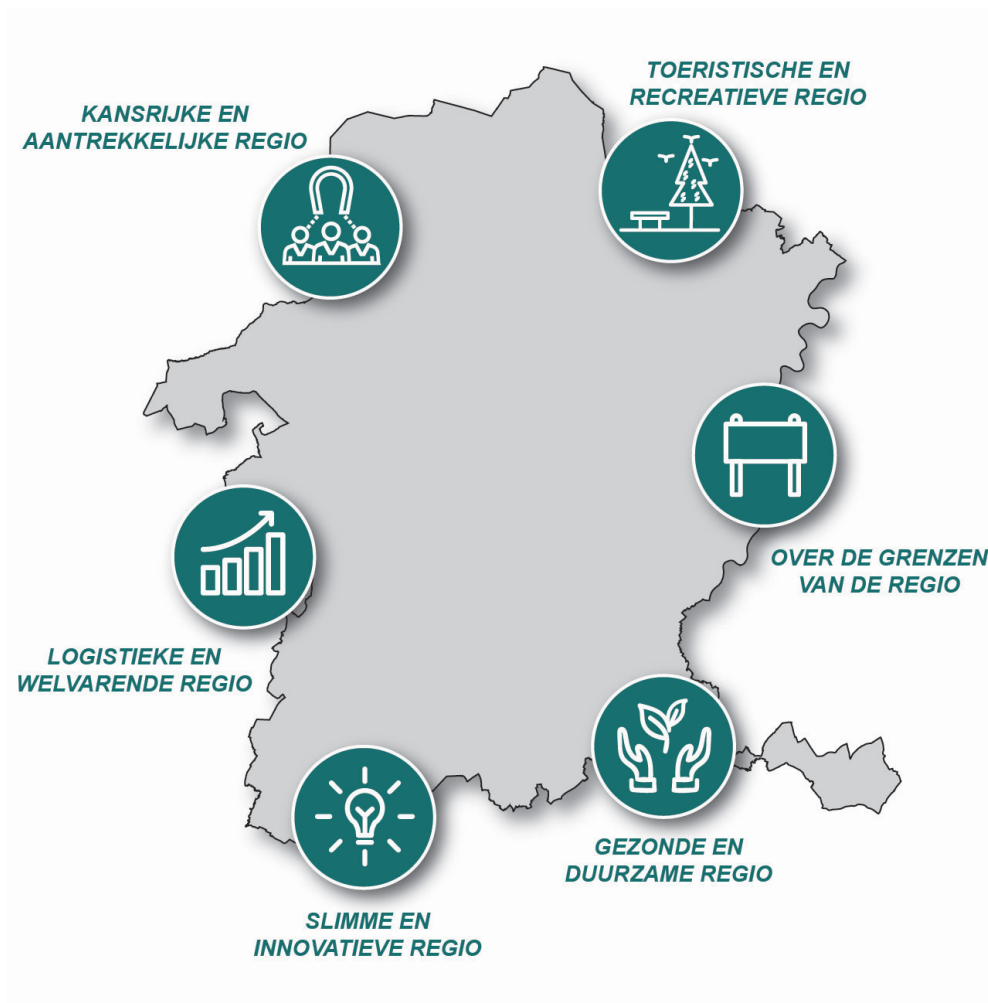 TOERISTISCHE EN
RECREATIEVE REGIO
KANSRIJKE EN
AANTREKKELIJKE REGIO
OVER DE GRENZEN
VAN DE REGIO
LOGISTIEKE EN
WELVARENDE REGIO
GEZONDE EN
DUURZAME REGIO
SLIMME EN
INNOVATIEVE REGIO